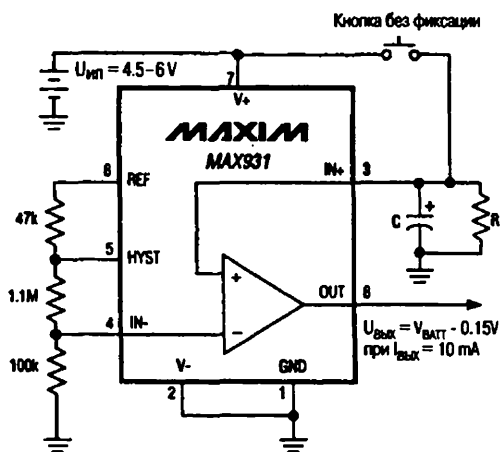 Кнопка без фиксации
Uип = 4.5–6 V
7
V+
MAXIM
MAX931
8
REF
IN+
3
47k
C
+
R
5
HYST
1.1M
+
OUT
6
4
IN-
–
Uвых = VBATT - 0.15V
при Iвых = 10 mA
100k
V-
GND
2
1